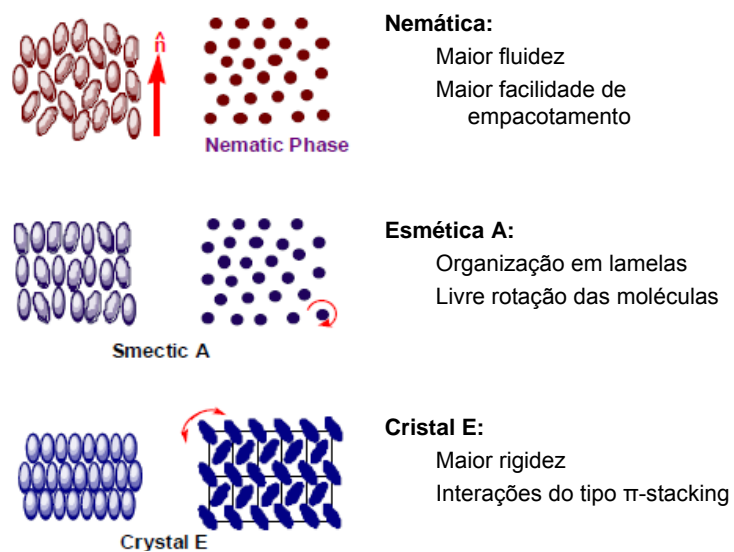 Nemática:
Maior fluidez
Maior facilidade de
empacotamento
n̂
Nematic Phase
Esmética A:
Organização em lamelas
Livre rotação das moléculas
Smectic A
Cristal E:
Maior rigidez
Interações do tipo π-stacking
Crystal E